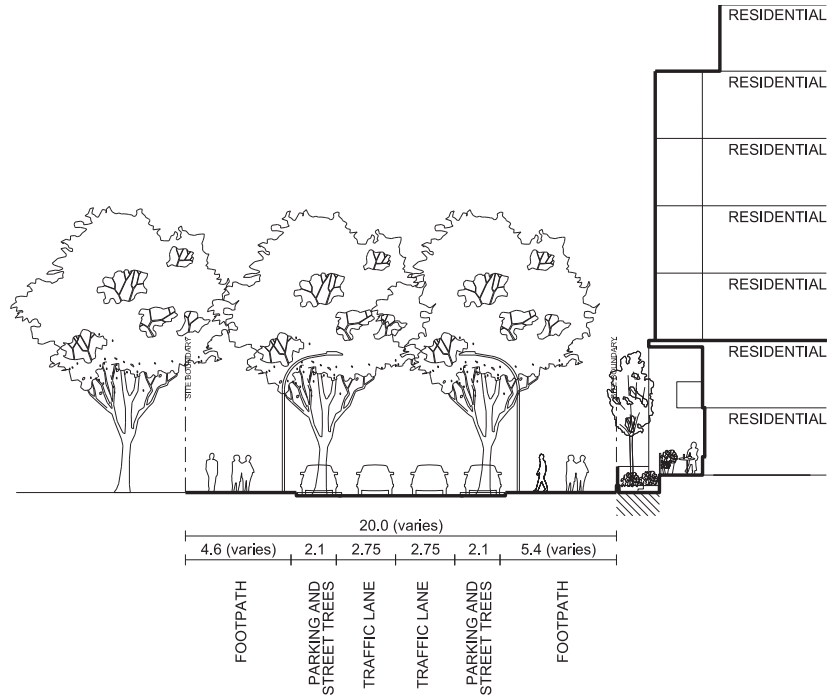 RESIDENTIAL
RESIDENTIAL
RESIDENTIAL
RESIDENTIAL
RESIDENTIAL
RESIDENTIAL
RESIDENTIAL
SITE BOUNDARY
SITE BOUNDARY
20.0 (varies)
4.6 (varies)
2.1
2.75
2.75
2.1
5.4 (varies)
FOOTPATH
PARKING AND
STREET TREES
TRAFFIC LANE
TRAFFIC LANE
PARKING AND
STREET TREES
FOOTPATH